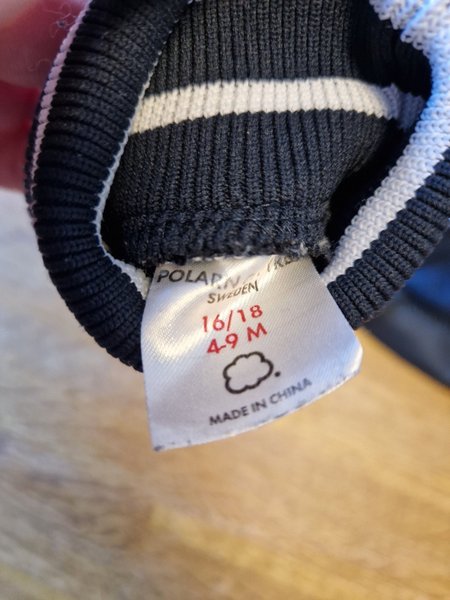 POLARN
SWEDEN
16/18
4-9 M
MADE IN CHINA